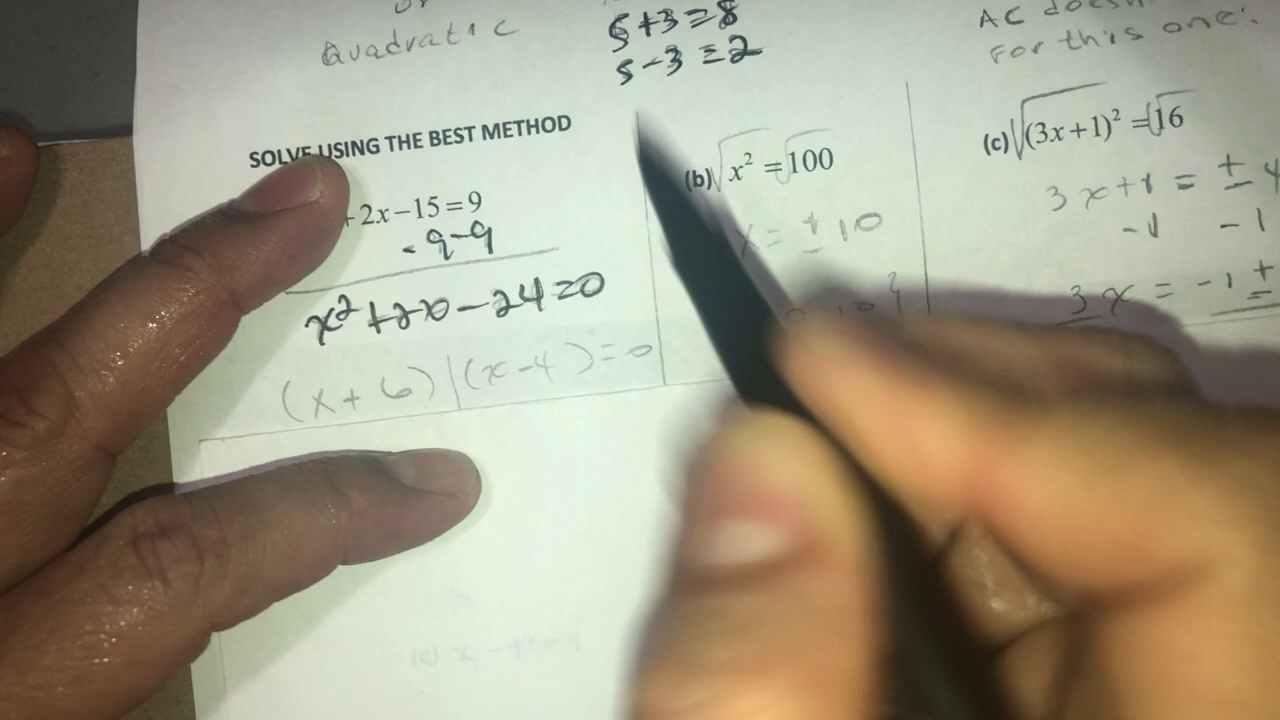 Quadratic
5+3=8
5-3=2
AC
for this one.
SOLVE USING THE BEST METHOD
+2x-15=9
-9-9
x²+2x-24=0
(x+6)|(x-4)=0
(b) √x² = √100
x = ±10
(c) √(3x+1)² = √16
3x+1 = ± 4
-1 -1
3x = -1 ±